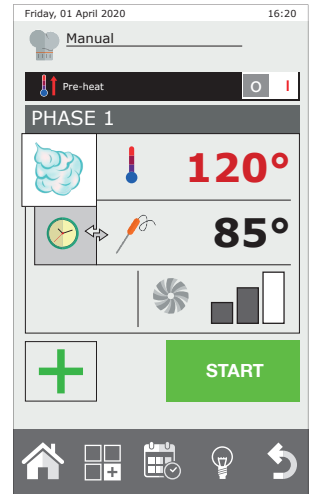 Friday, 01 April 2020 16:20
Manual
Pre-heat O I
PHASE 1
120°
85°
START